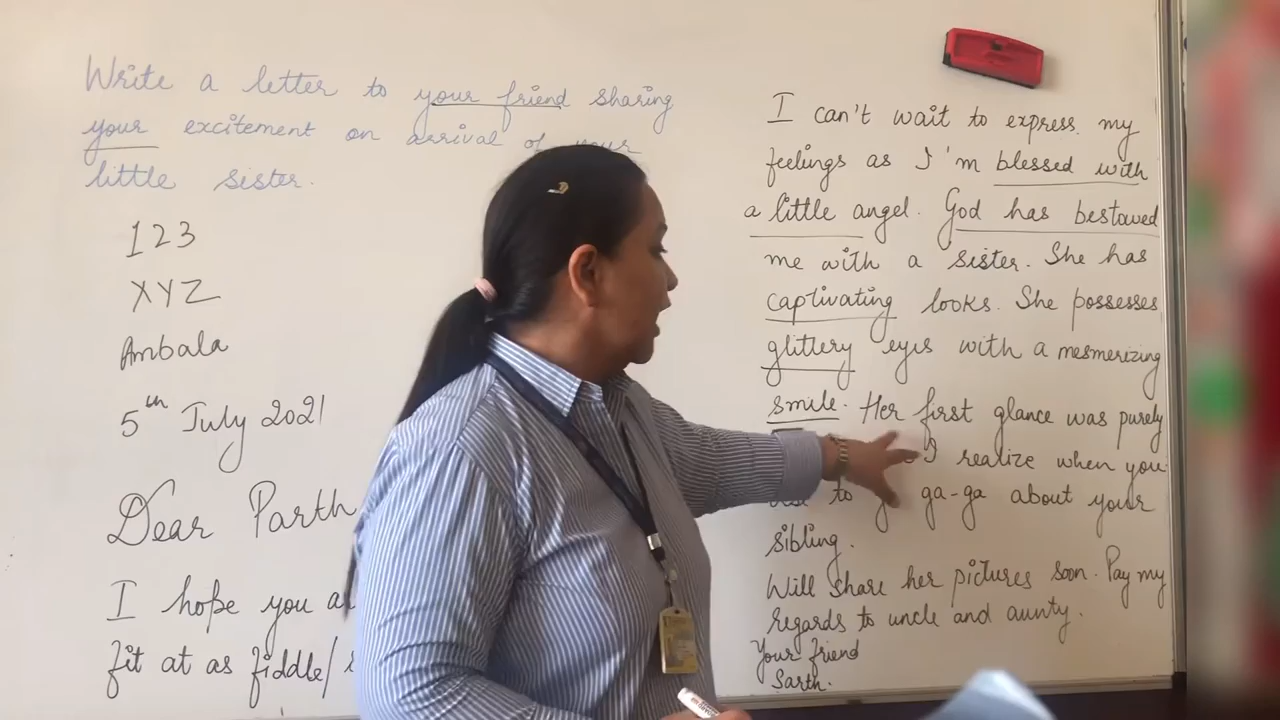 Write a letter to your friend sharing
your excitement on arrival of your
little sister.
123
XYZ
Ambala
5th July 2021
Dear Parth
I hope you
fit at as fiddle/
I can't wait to express my
feelings as I'm blessed with
a little angel. God has bestowed
me with a sister. She has
captivating looks. She possesses
glittery eyes with a mesmerizing
smile. Her first glance was purely
I realize when you
to ga-ga about your
sibling.
Will share her pictures soon. Pay my
regards to uncle and aunty.
Your friend
Sarth.